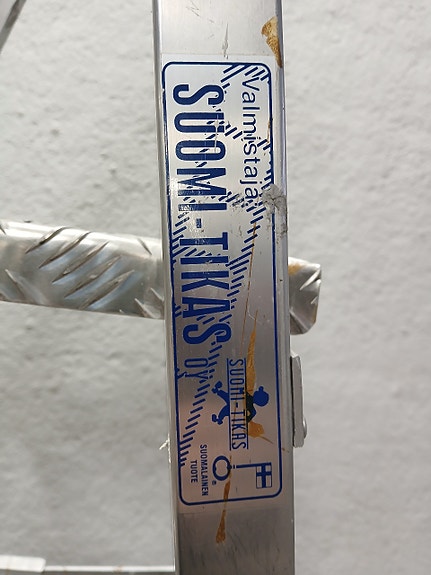 Valmistaja:
SUOMI-TIKAS OY
SUOMI-TIKAS
®
SUOMALAINEN
TUOTE